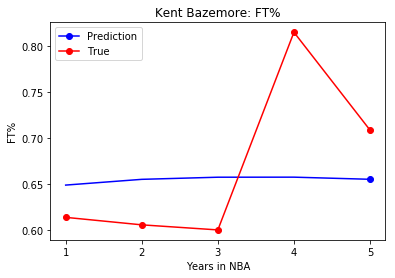 Kent Bazemore: FT%
Prediction
True
FT%
0.80
0.75
0.70
0.65
0.60
1 2 3 4 5
Years in NBA